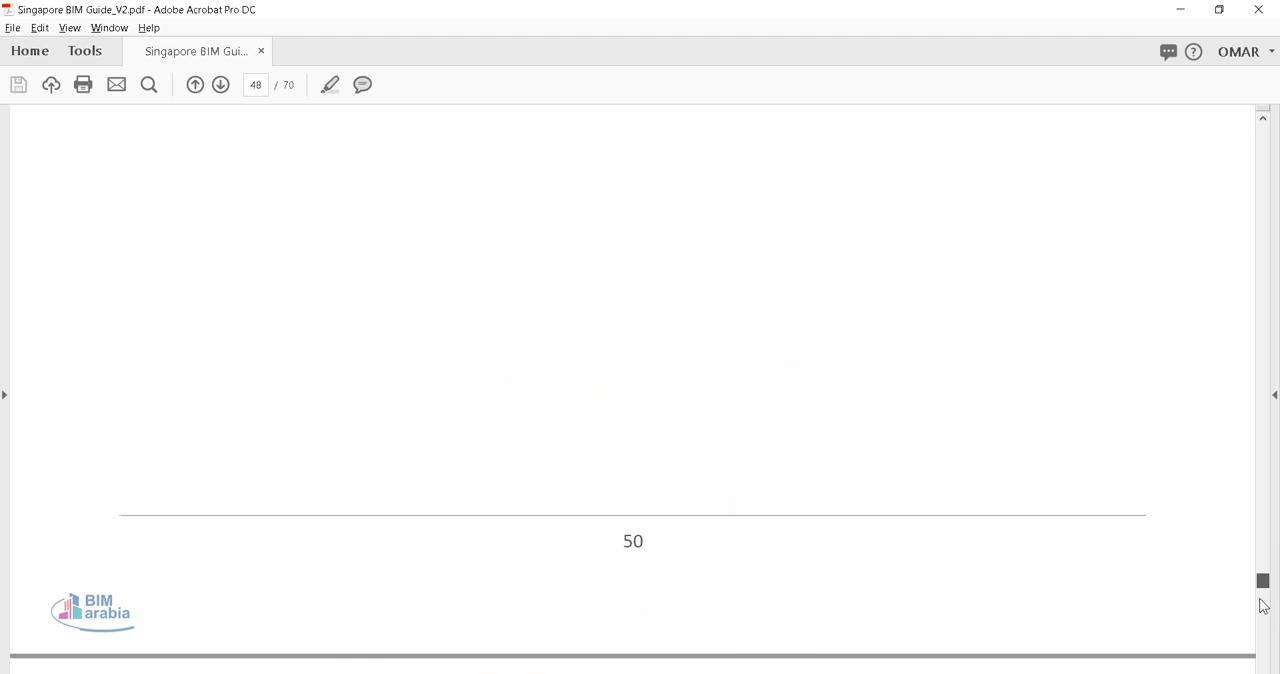 Singapore BIM Guide_V2.pdf - Adobe Acrobat Pro DC
File Edit View Window Help
Home Tools Singapore BIM Gui... × OMAR
48 / 70
50
BIM
arabia